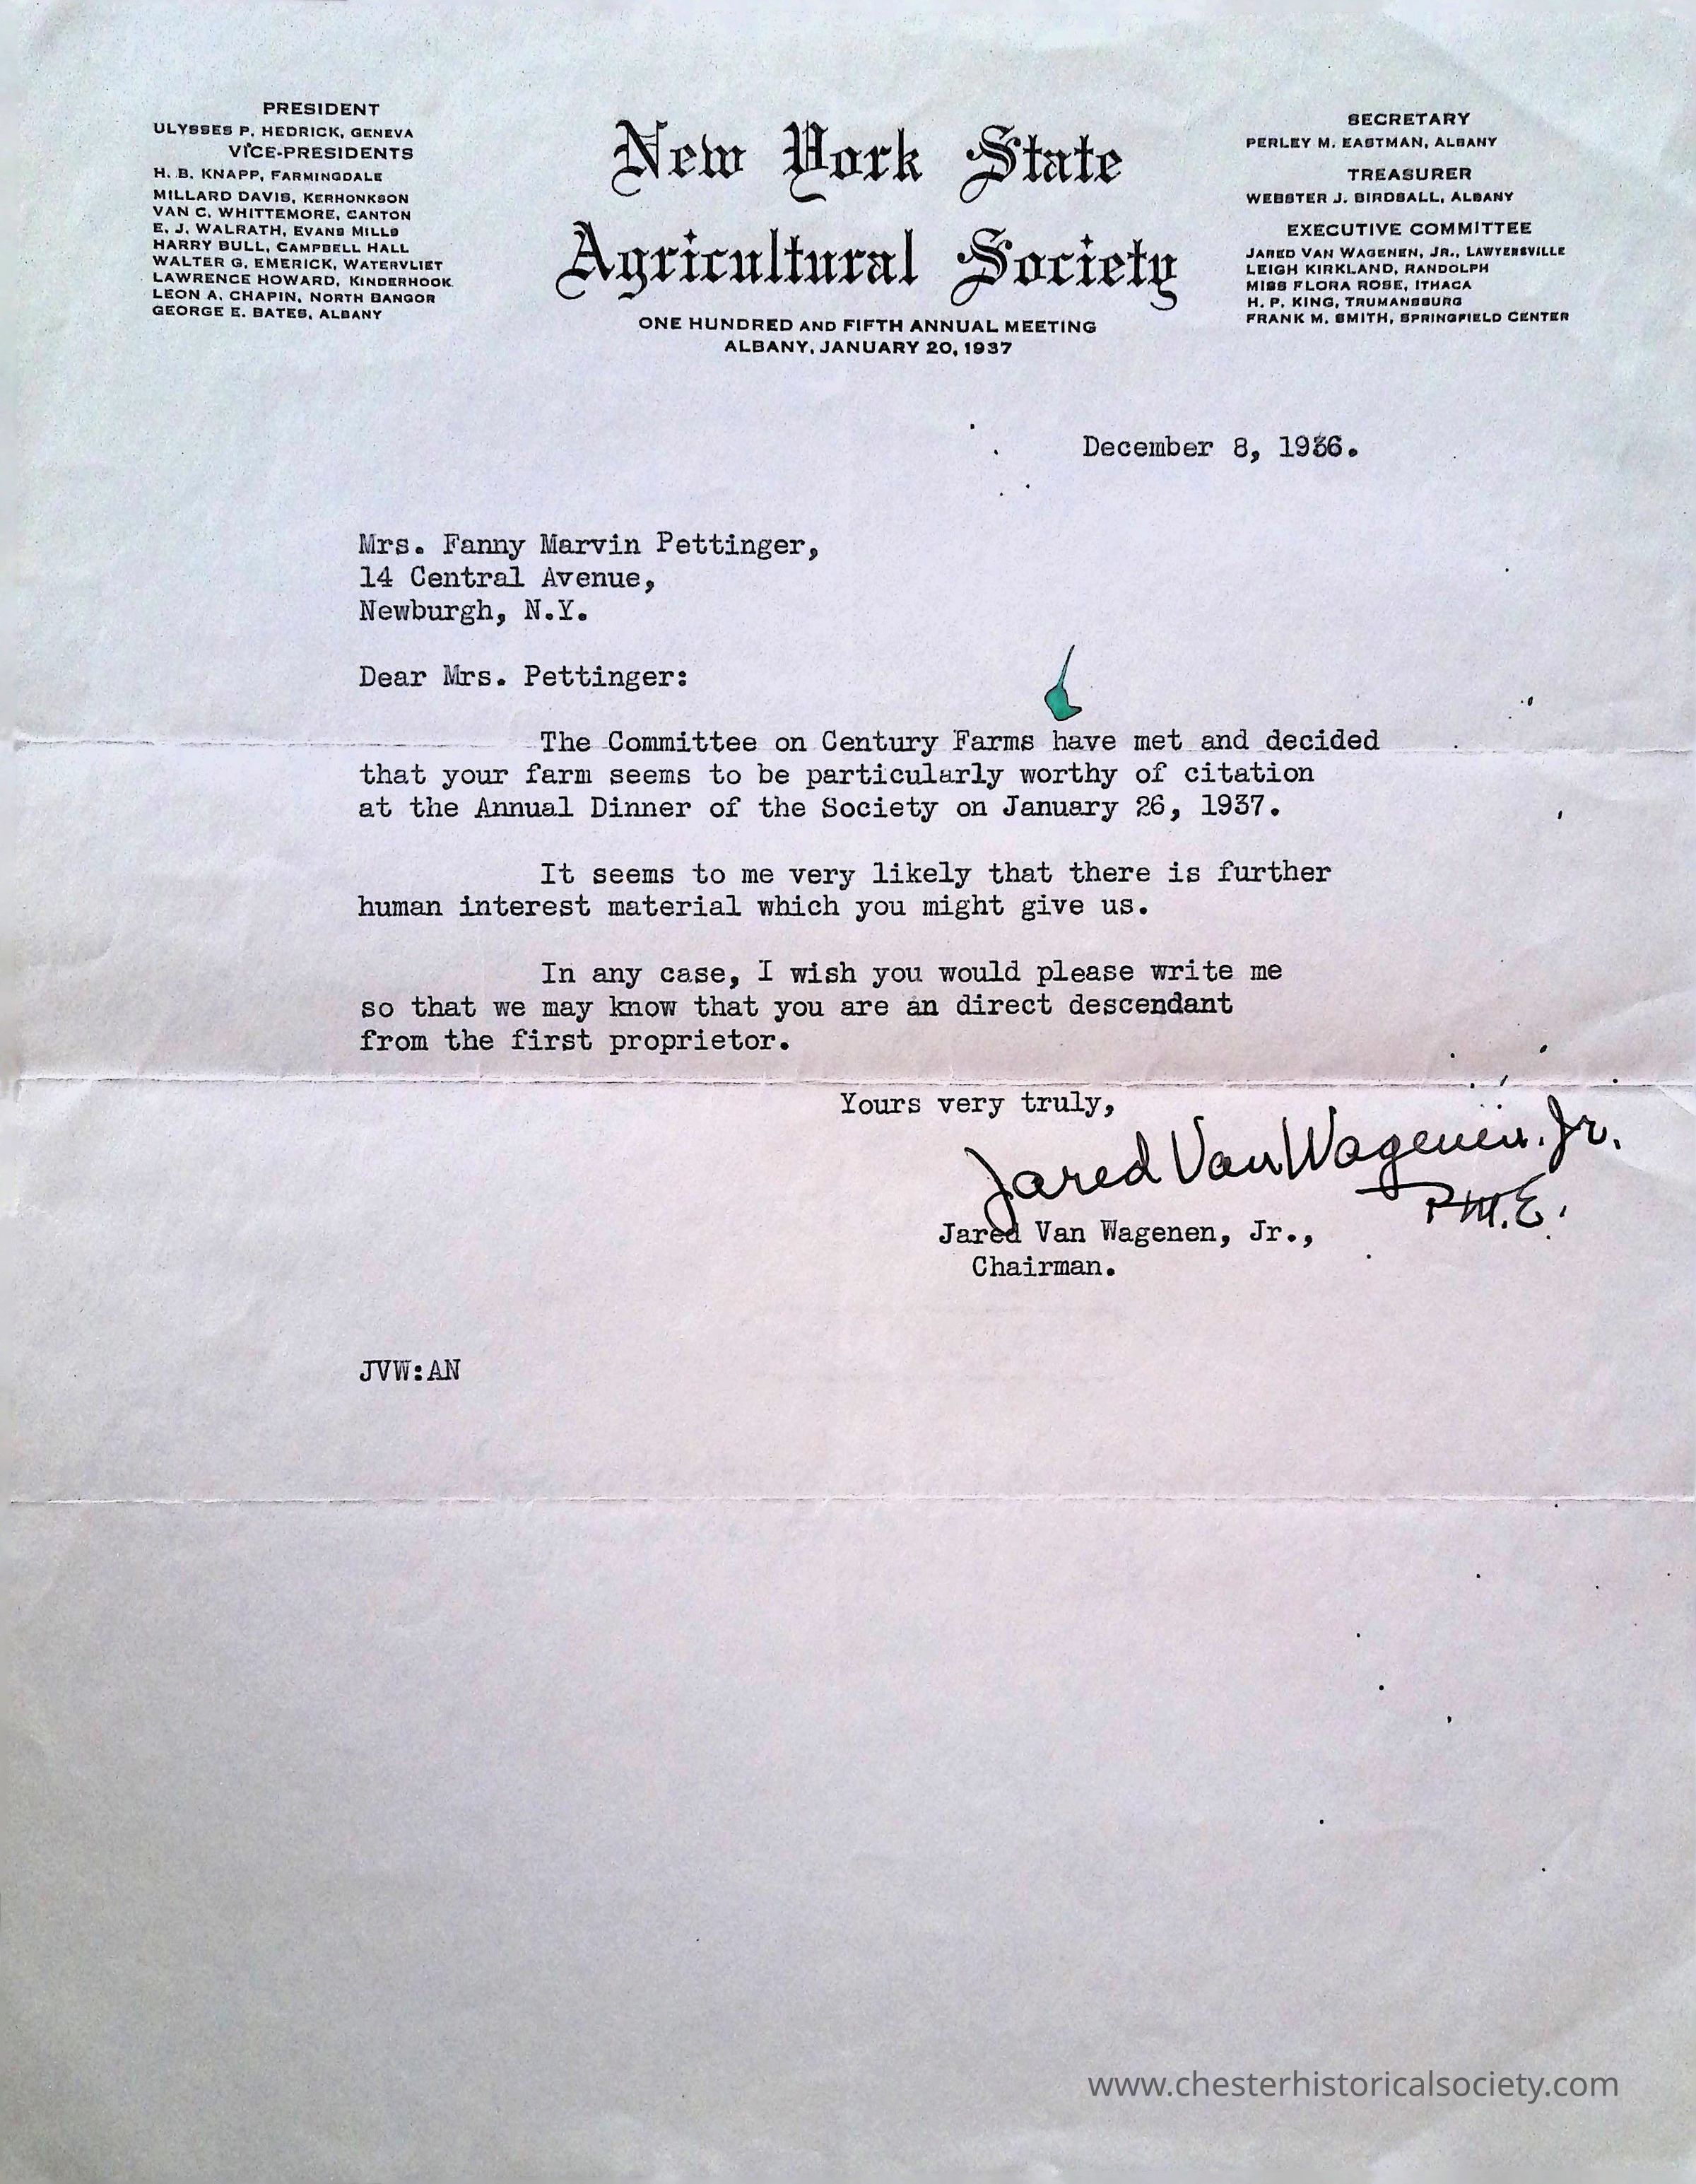 PRESIDENT
ULYSSES P. HEDRICK, GENEVA
VICE-PRESIDENTS
H. B. KNAPP, FARMINGDALE
MILLARD DAVIS, KERHONKSON
VAN C. WHITTEMORE, CANTON
E. J. WALRATH, EVANS MILLS
HARRY BULL, CAMPBELL HALL
WALTER G. EMERICK, WATERVLIET
LAWRENCE HOWARD, KINDERHOOK
LEON A. CHAPIN, NORTH BANGOR
GEORGE E. BATES, ALBANY
New York State
Agricultural Society
ONE HUNDRED AND FIFTH ANNUAL MEETING
ALBANY, JANUARY 20, 1937
SECRETARY
PERLEY M. EASTMAN, ALBANY
TREASURER
WEBSTER J. BIRDSALL, ALBANY
EXECUTIVE COMMITTEE
JARED VAN WAGENEN, JR., LAWYERSVILLE
LEIGH KIRKLAND, RANDOLPH
MISS FLORA ROSE, ITHACA
H. P. KING, TRUMANSBURG
FRANK M. SMITH, SPRINGFIELD CENTER
December 8, 1936.
Mrs. Fanny Marvin Pettinger,
14 Central Avenue,
Newburgh, N.Y.
Dear Mrs. Pettinger:
The Committee on Century Farms have met and decided
that your farm seems to be particularly worthy of citation
at the Annual Dinner of the Society on January 26, 1937.
It seems to me very likely that there is further
human interest material which you might give us.
In any case, I wish you would please write me
so that we may know that you are an direct descendant
from the first proprietor.
Yours very truly,
Jared Van Wagenen, Jr.
P.M.E.
Jared Van Wagenen, Jr.,
Chairman.
JVW:AN
www.chesterhistoricalsociety.com